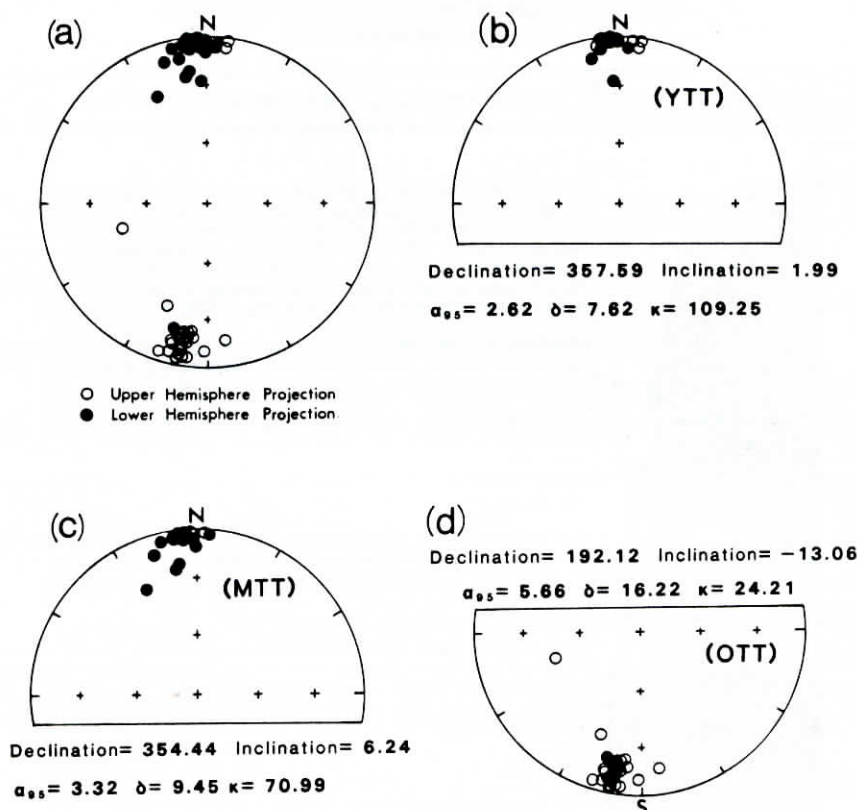 (a)
N
○ Upper Hemisphere Projection
● Lower Hemisphere Projection
(b)
N
(YTT)
Declination= 357.59 Inclination= 1.99
α₉₅= 2.62 δ= 7.62 κ= 109.25
(c)
N
(MTT)
Declination= 354.44 Inclination= 6.24
α₉₅= 3.32 δ= 9.45 κ= 70.99
(d)
Declination= 192.12 Inclination= −13.06
α₉₅= 5.66 δ= 16.22 κ= 24.21
(OTT)
S